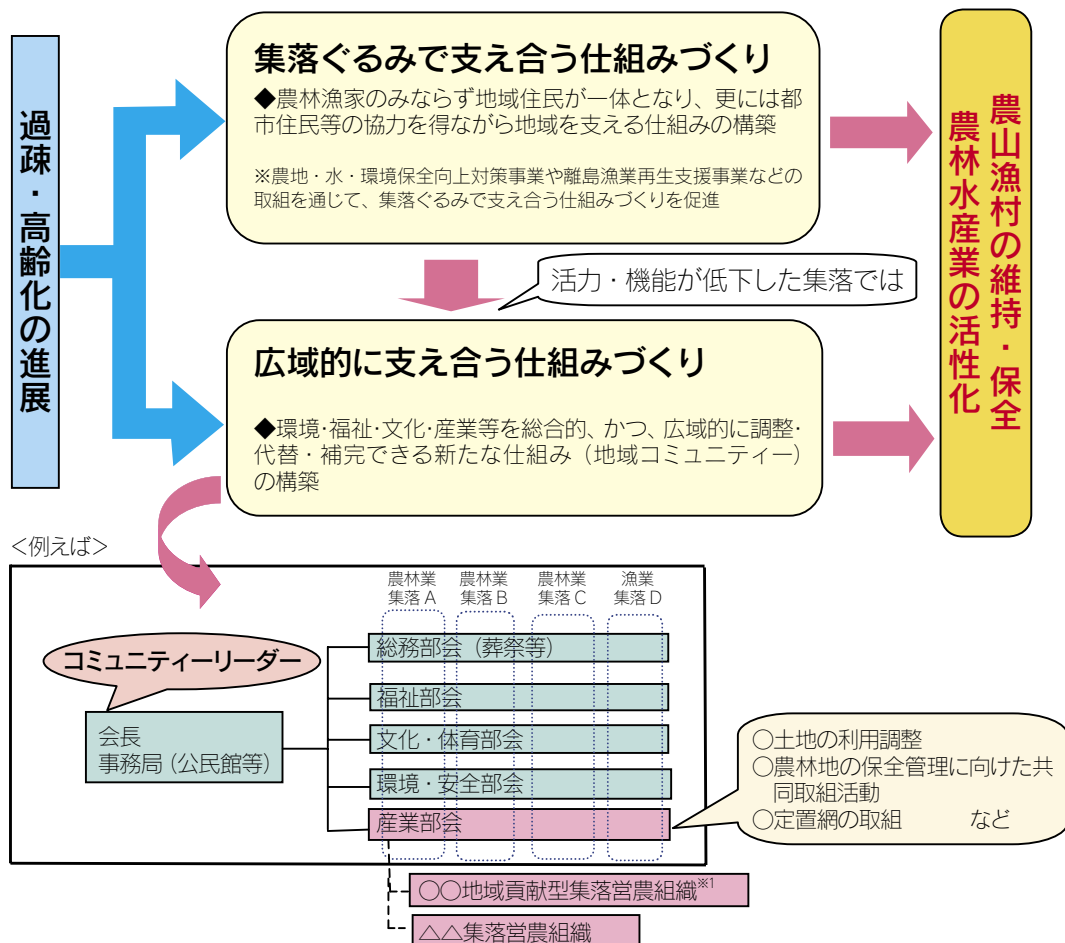 過疎・高齢化の進展
集落ぐるみで支え合う仕組みづくり
◆農林漁家のみならず地域住民が一体となり、更には都
市住民等の協力を得ながら地域を支える仕組みの構築
※農地・水・環境保全向上対策事業や離島漁業再生支援事業などの
取組を通じて、集落ぐるみで支え合う仕組みづくりを促進
活力・機能が低下した集落では
広域的に支え合う仕組みづくり
◆環境・福祉・文化・産業等を総合的、かつ、広域的に調整・
代替・補完できる新たな仕組み（地域コミュニティー）
の構築
農山漁村の維持・保全
農林水産業の活性化
＜例えば＞
農林業
集落A
農林業
集落B
農林業
集落C
漁業
集落D
コミュニティーリーダー
会長
事務局（公民館等）
総務部会（葬祭等）
福祉部会
文化・体育部会
環境・安全部会
産業部会
○土地の利用調整
○農林地の保全管理に向けた共
同取組活動
○定置網の取組　など
○○地域貢献型集落営農組織※1
△△集落営農組織